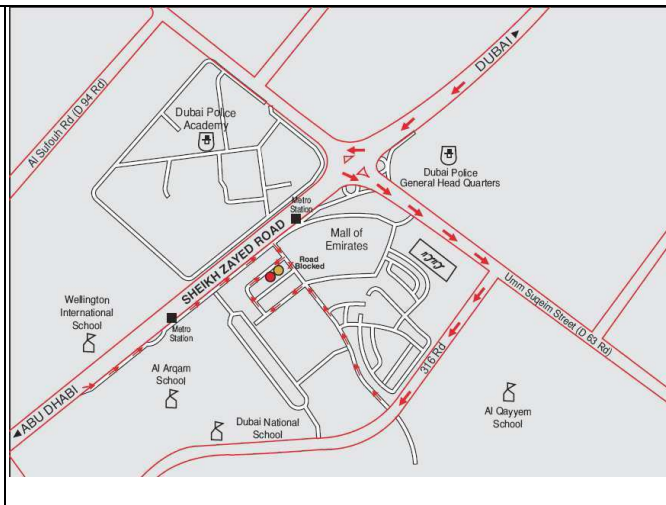 DUBAI
Al Sufouh Rd (D 94 Rd)
Dubai Police
Academy
Dubai Police
General Head Quarters
Metro
Station
Mall of
Emirates
SHEIKH ZAYED ROAD
Road
Blocked
Umm Suqeim Street (D 63 Rd)
Wellington
International
School
Metro
Station
316 Rd
Al Arqam
School
Al Qayyem
School
ABU DHABI
Dubai National
School